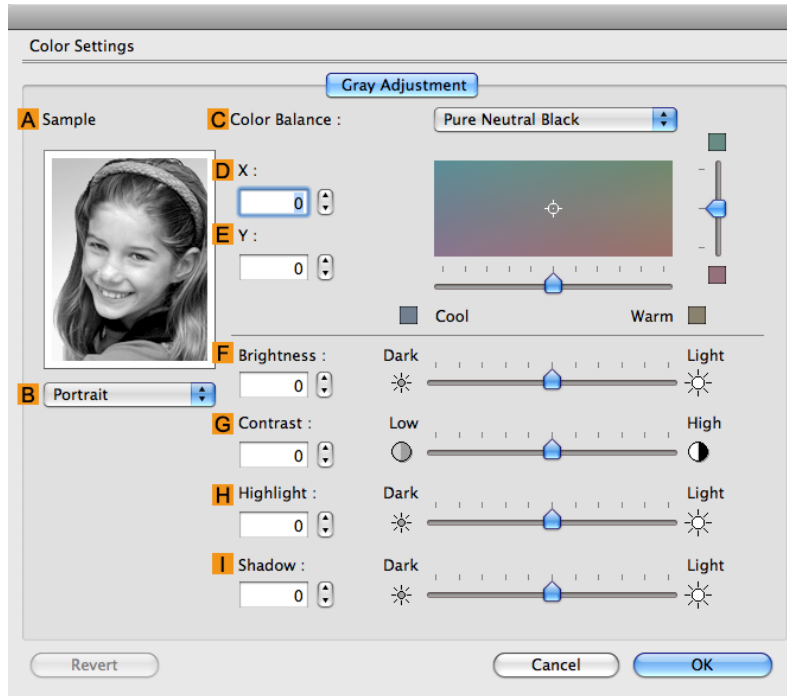 Color Settings
Gray Adjustment
A Sample
C Color Balance :
Pure Neutral Black
D X :
0
E Y :
0
Cool
Warm
F Brightness :
0
Dark
Light
B Portrait
G Contrast :
0
Low
High
H Highlight :
0
Dark
Light
I Shadow :
0
Dark
Light
Revert
Cancel
OK